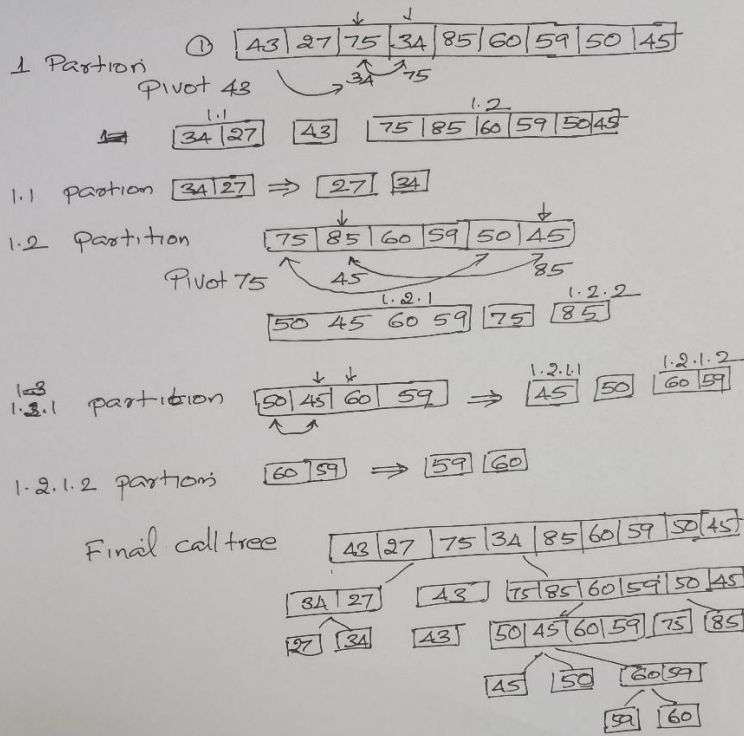 ① 43 27 75 34 85 60 59 50 45
1 Partion
Pivot 43
34 75
1.1 1.2
34 27 43 75 85 60 59 50 45
1.1 partion 34 27 ⇒ 27 34
1.2 Partition 75 85 60 59 50 45
Pivot 75 45 85
1.2.1 1.2.2
50 45 60 59 75 85
1.2.1.1 1.2.1.2
1.2.1 partition 50 45 60 59 ⇒ 45 50 60 59
1.2.1.2 partion 60 59 ⇒ 59 60
Final call tree 43 27 75 34 85 60 59 50 45
34 27 43 75 85 60 59 50 45
27 34 43 50 45 60 59 75 85
45 50 60 59
59 60